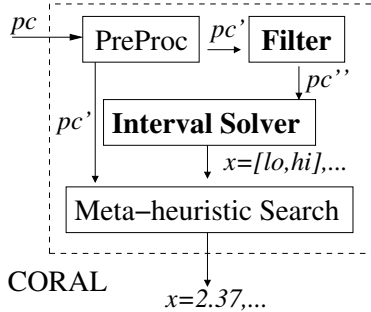 pc
PreProc
pc'
Filter
pc'
pc''
Interval Solver
x=[lo,hi],...
Meta-heuristic Search
CORAL
x=2.37,...